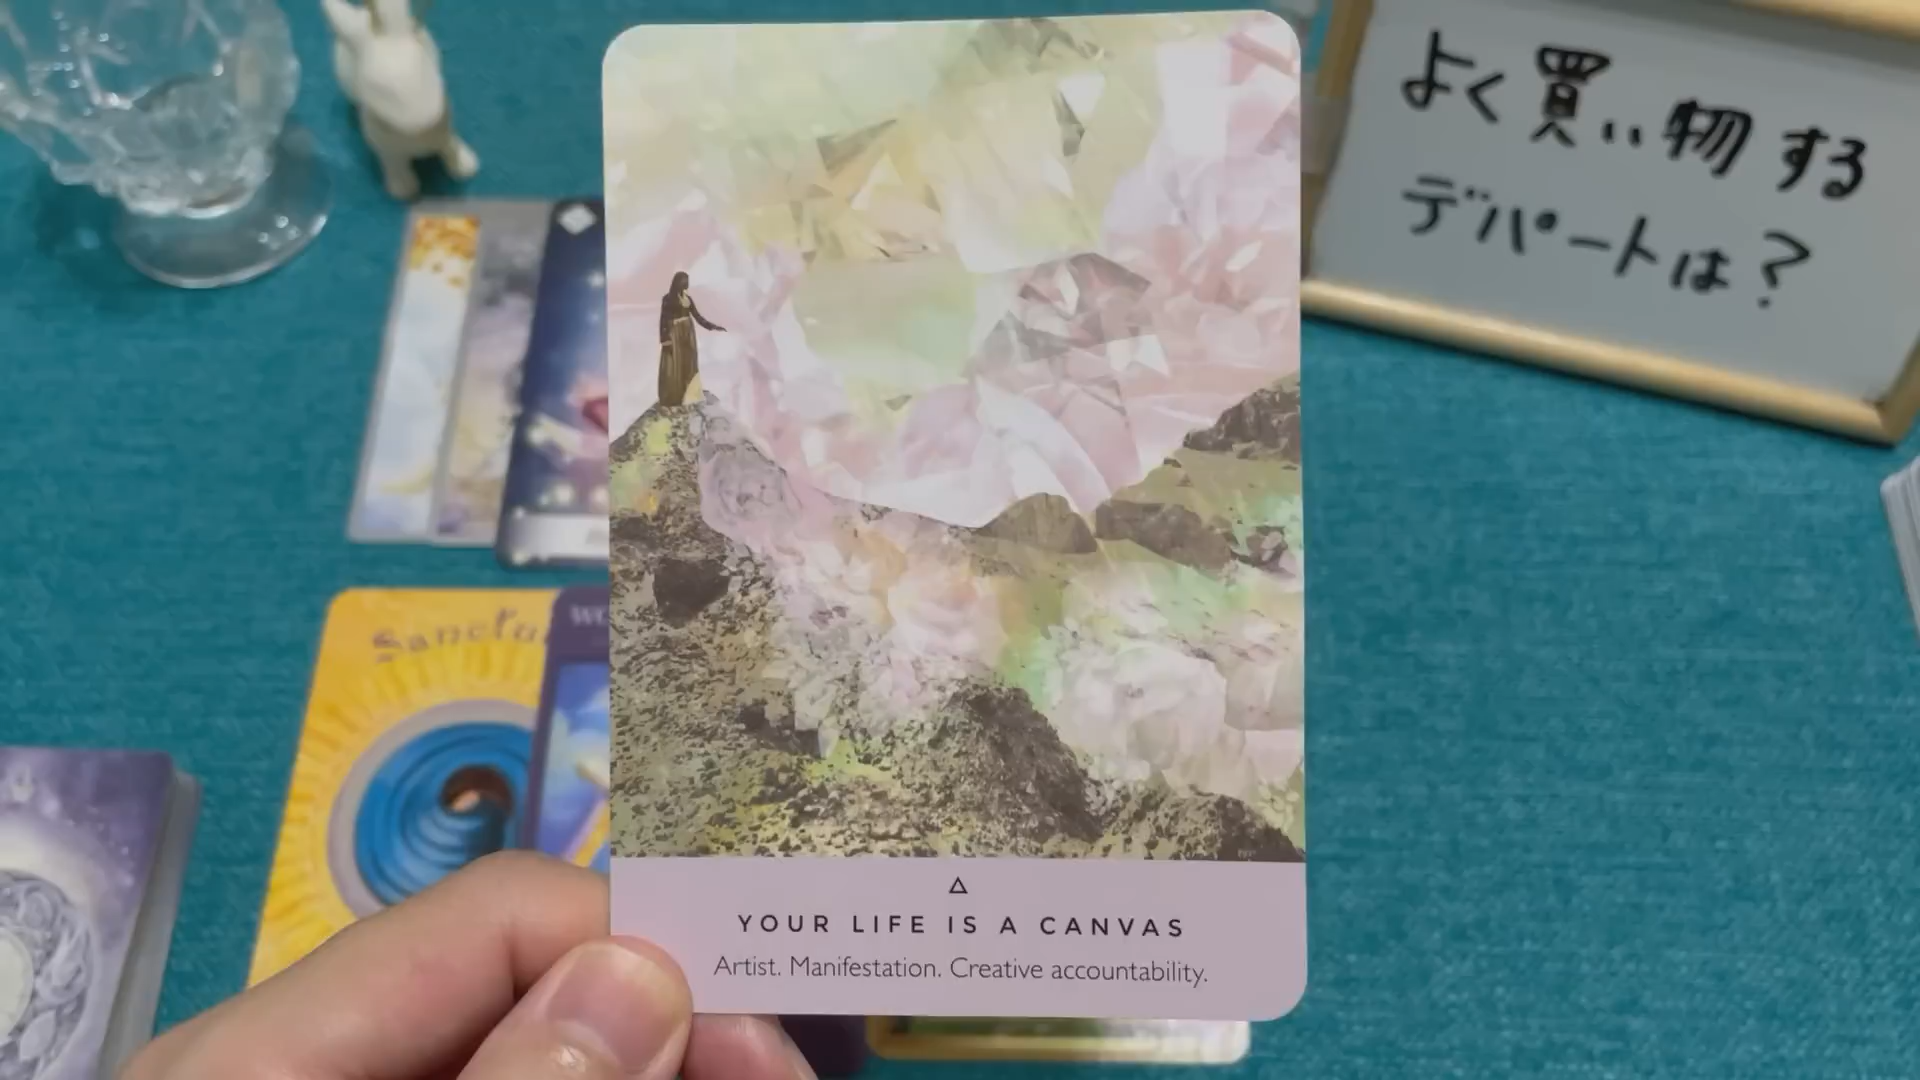 よく買い物する
デパートは?
YOUR LIFE IS A CANVAS
Artist. Manifestation. Creative accountability.